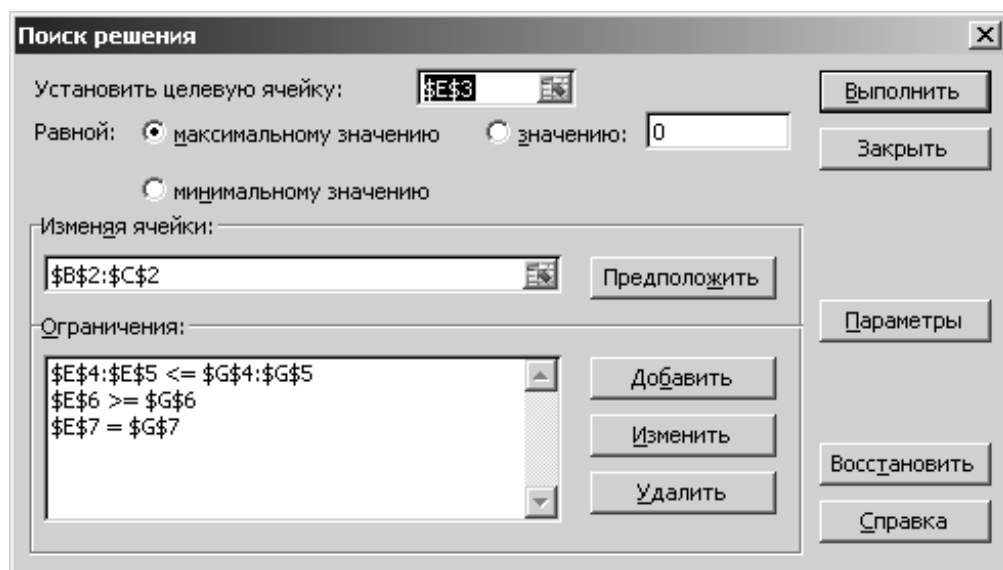 Поиск решения
Установить целевую ячейку: $E$3
Выполнить
Равной: максимальному значению значению: 0
Закрыть
минимальному значению
Изменяя ячейки:
$B$2:$C$2
Предположить
Параметры
Ограничения:
$E$4:$E$5 <= $G$4:$G$5
$E$6 >= $G$6
$E$7 = $G$7
Добавить
Изменить
Удалить
Восстановить
Справка